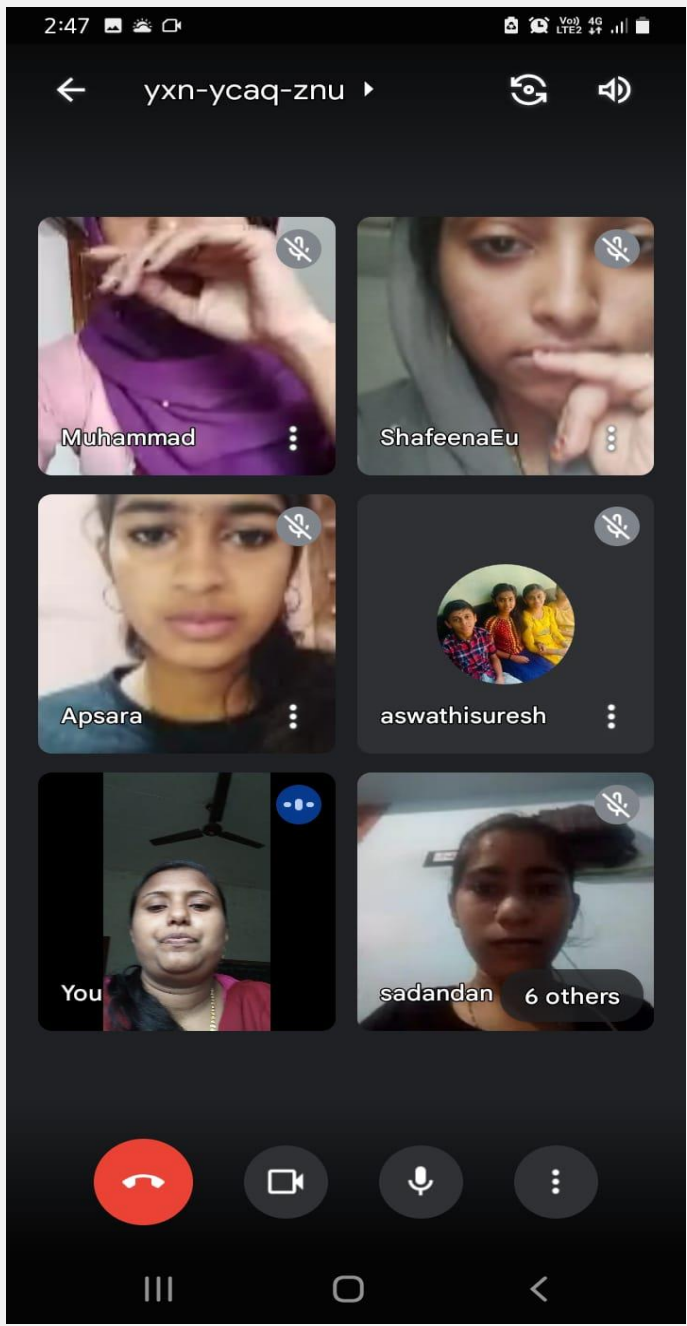 2:47
Vo) 4G
LTE2
yxn-ycaq-znu
Muhammad
ShafeenaEu
Apsara
aswathisuresh
You
sadandan
6 others